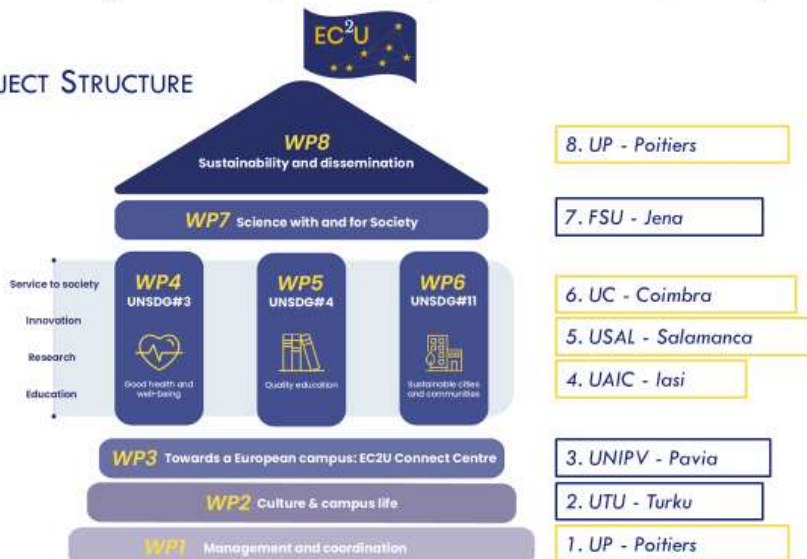 EC²U
JECT STRUCTURE
WP8
Sustainability and dissemination
8. UP - Poitiers
WP7 Science with and for Society
7. FSU - Jena
Service to society
Innovation
Research
Education
WP4
UNSDG#3
Good health and
well-being
WP5
UNSDG#4
Quality education
WP6
UNSDG#11
Sustainable cities
and communities
6. UC - Coimbra
5. USAL - Salamanca
4. UAIC - Iasi
WP3 Towards a European campus: EC2U Connect Centre
3. UNIPV - Pavia
WP2 Culture & campus life
2. UTU - Turku
WP1 Management and coordination
1. UP - Poitiers